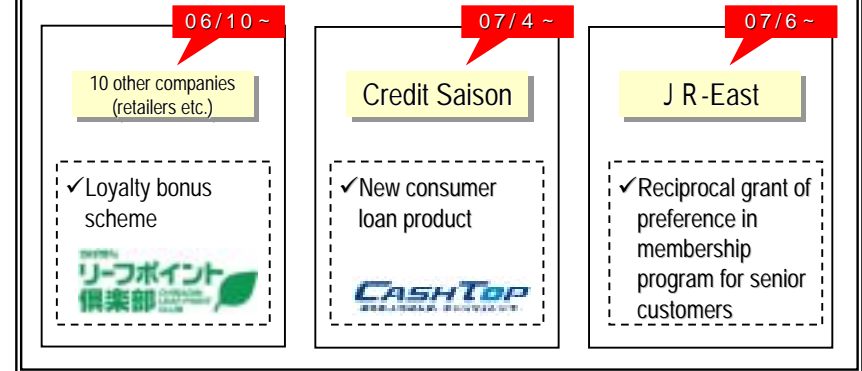 06/10~
10 other companies
(retailers etc.)
✓Loyalty bonus
scheme
リーフポイント
倶楽部
07/4~
Credit Saison
✓New consumer
loan product
CASHTOP
07/6~
JR-East
✓Reciprocal grant of
preference in
membership
program for senior
customers